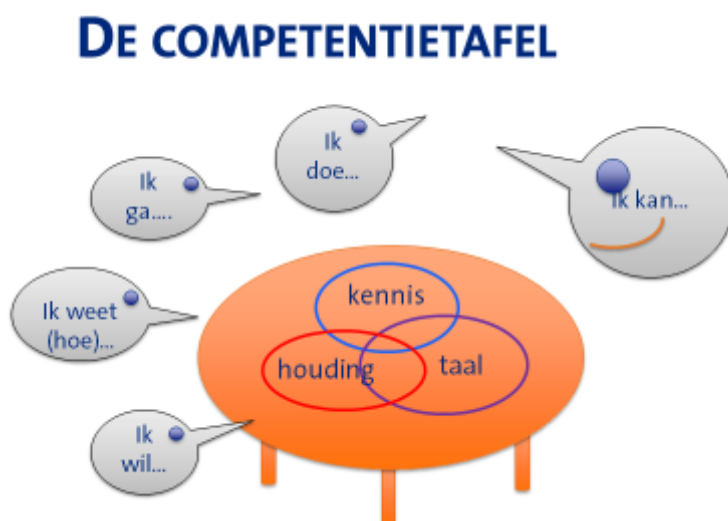 DE COMPETENTIETAFEL
Ik
doe...
Ik
ga....
Ik kan...
Ik weet
(hoe)...
kennis
houding
taal
Ik
wil...